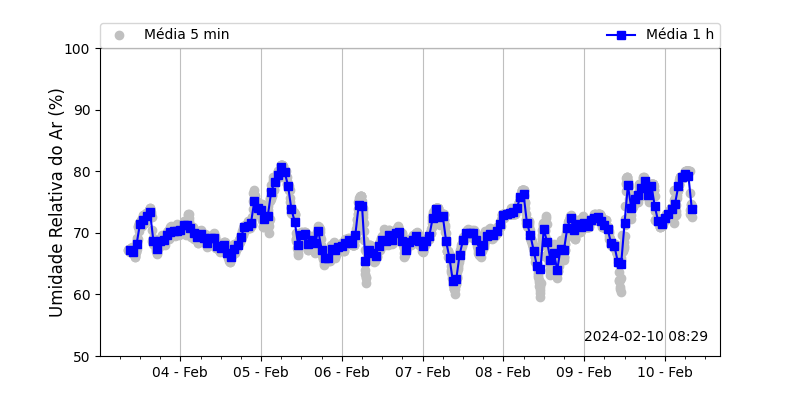 Média 5 min
Média 1 h
Umidade Relativa do Ar (%)
100
90
80
70
60
50
2024-02-10 08:29
04 - Feb
05 - Feb
06 - Feb
07 - Feb
08 - Feb
09 - Feb
10 - Feb